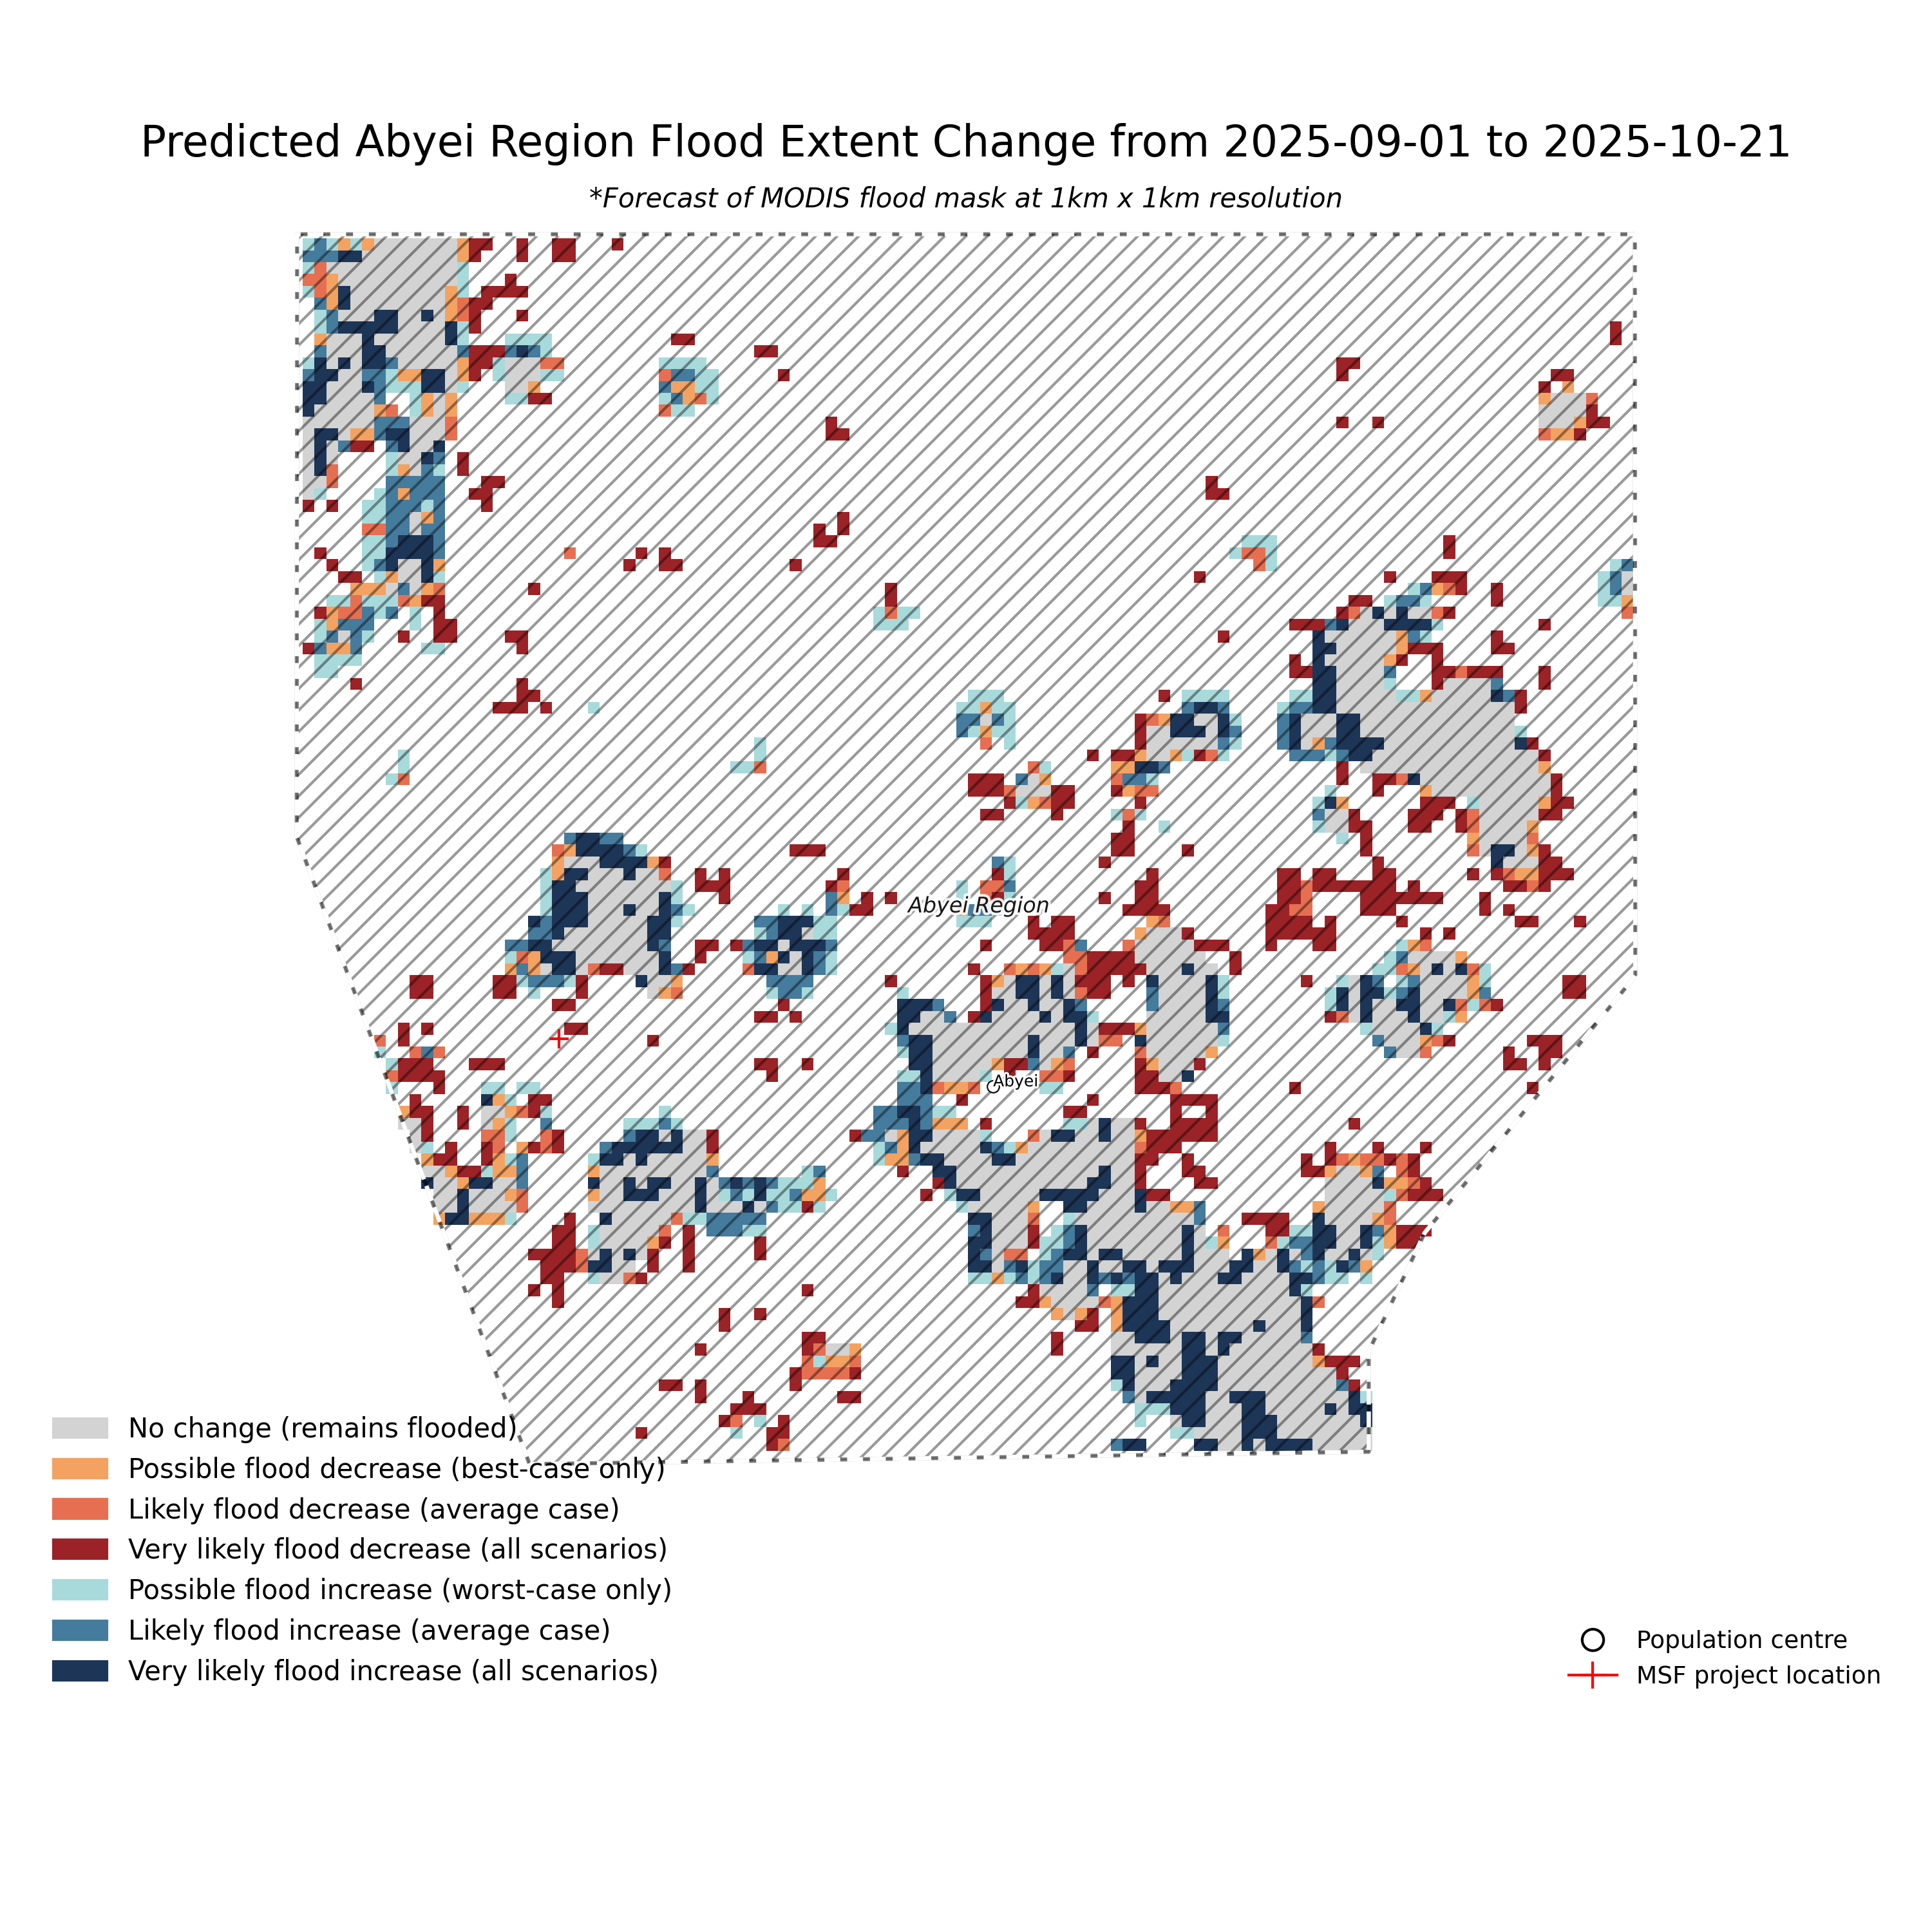 Predicted Abyei Region Flood Extent Change from 2025-09-01 to 2025-10-21
*Forecast of MODIS flood mask at 1km x 1km resolution
Abyei Region
Abyei
No change (remains flooded)
Possible flood decrease (best-case only)
Likely flood decrease (average case)
Very likely flood decrease (all scenarios)
Possible flood increase (worst-case only)
Likely flood increase (average case)
Very likely flood increase (all scenarios)
Population centre
MSF project location